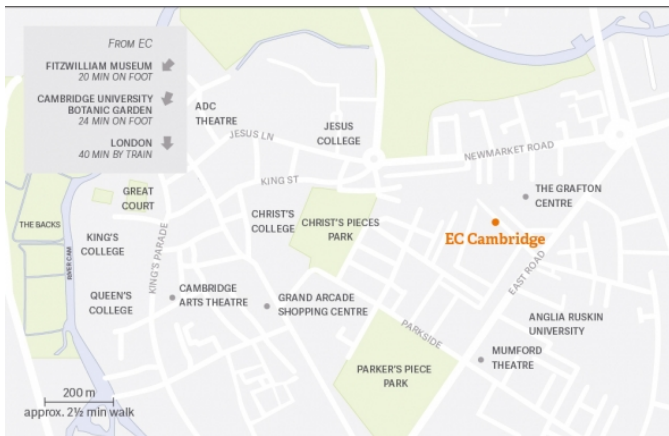 FROM EC
FITZWILLIAM MUSEUM
20 MIN ON FOOT
CAMBRIDGE UNIVERSITY
BOTANIC GARDEN
24 MIN ON FOOT
LONDON
40 MIN BY TRAIN
ADC
THEATRE
JESUS LN
JESUS
COLLEGE
NEWMARKET ROAD
KING ST
GREAT
COURT
THE GRAFTON
CENTRE
CHRIST'S
COLLEGE
CHRIST'S PIECES
PARK
THE BACKS
KING'S
COLLEGE
KING'S PARADE
EC Cambridge
RIVER CAM
EAST ROAD
QUEEN'S
COLLEGE
CAMBRIDGE
ARTS THEATRE
GRAND ARCADE
SHOPPING CENTRE
ANGLIA RUSKIN
UNIVERSITY
PARKSIDE
MUMFORD
THEATRE
PARKER'S PIECE
PARK
200 m
approx. 2½ min walk